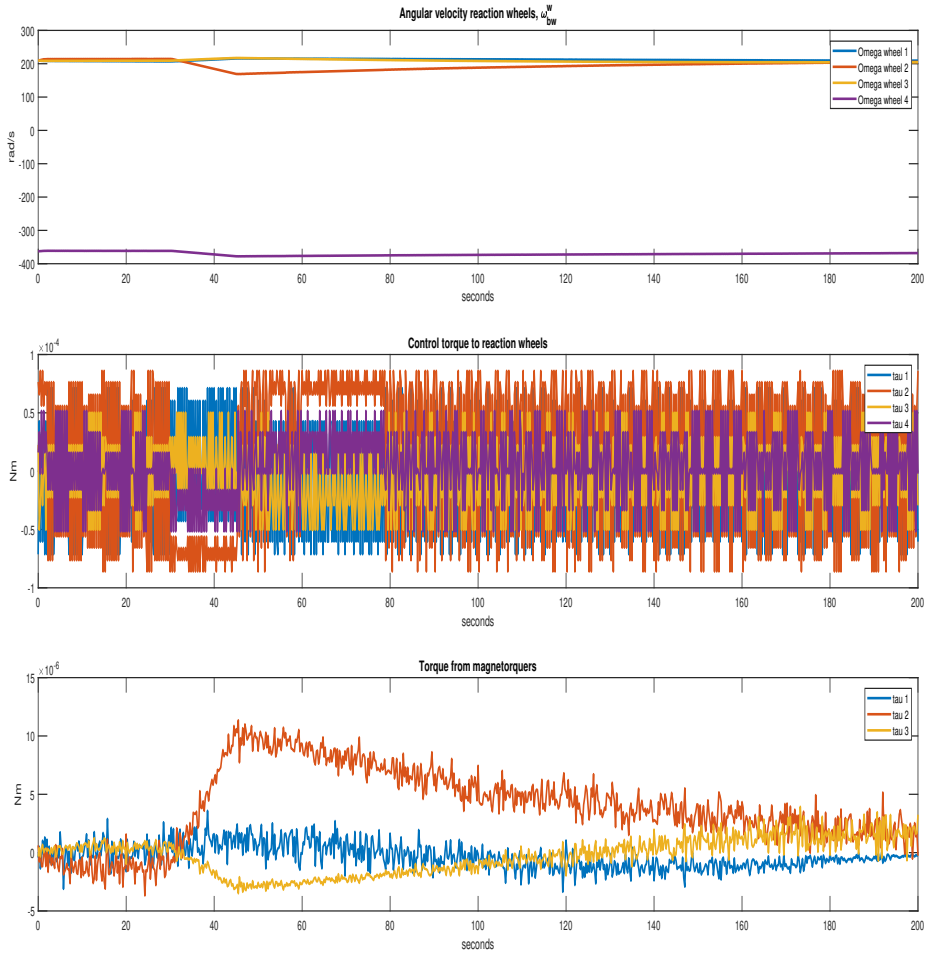 Angular velocity reaction wheels, ω^w_bw
300
200
100
0
-100
-200
-300
-400
rad/s
Omega wheel 1
Omega wheel 2
Omega wheel 3
Omega wheel 4
0 20 40 60 80 100 120 140 160 180 200
seconds
×10^-4
Control torque to reaction wheels
1
0.5
0
-0.5
-1
Nm
tau 1
tau 2
tau 3
tau 4
0 20 40 60 80 100 120 140 160 180 200
seconds
×10^-6
Torque from magnetorquers
15
10
5
0
-5
Nm
tau 1
tau 2
tau 3
0 20 40 60 80 100 120 140 160 180 200
seconds